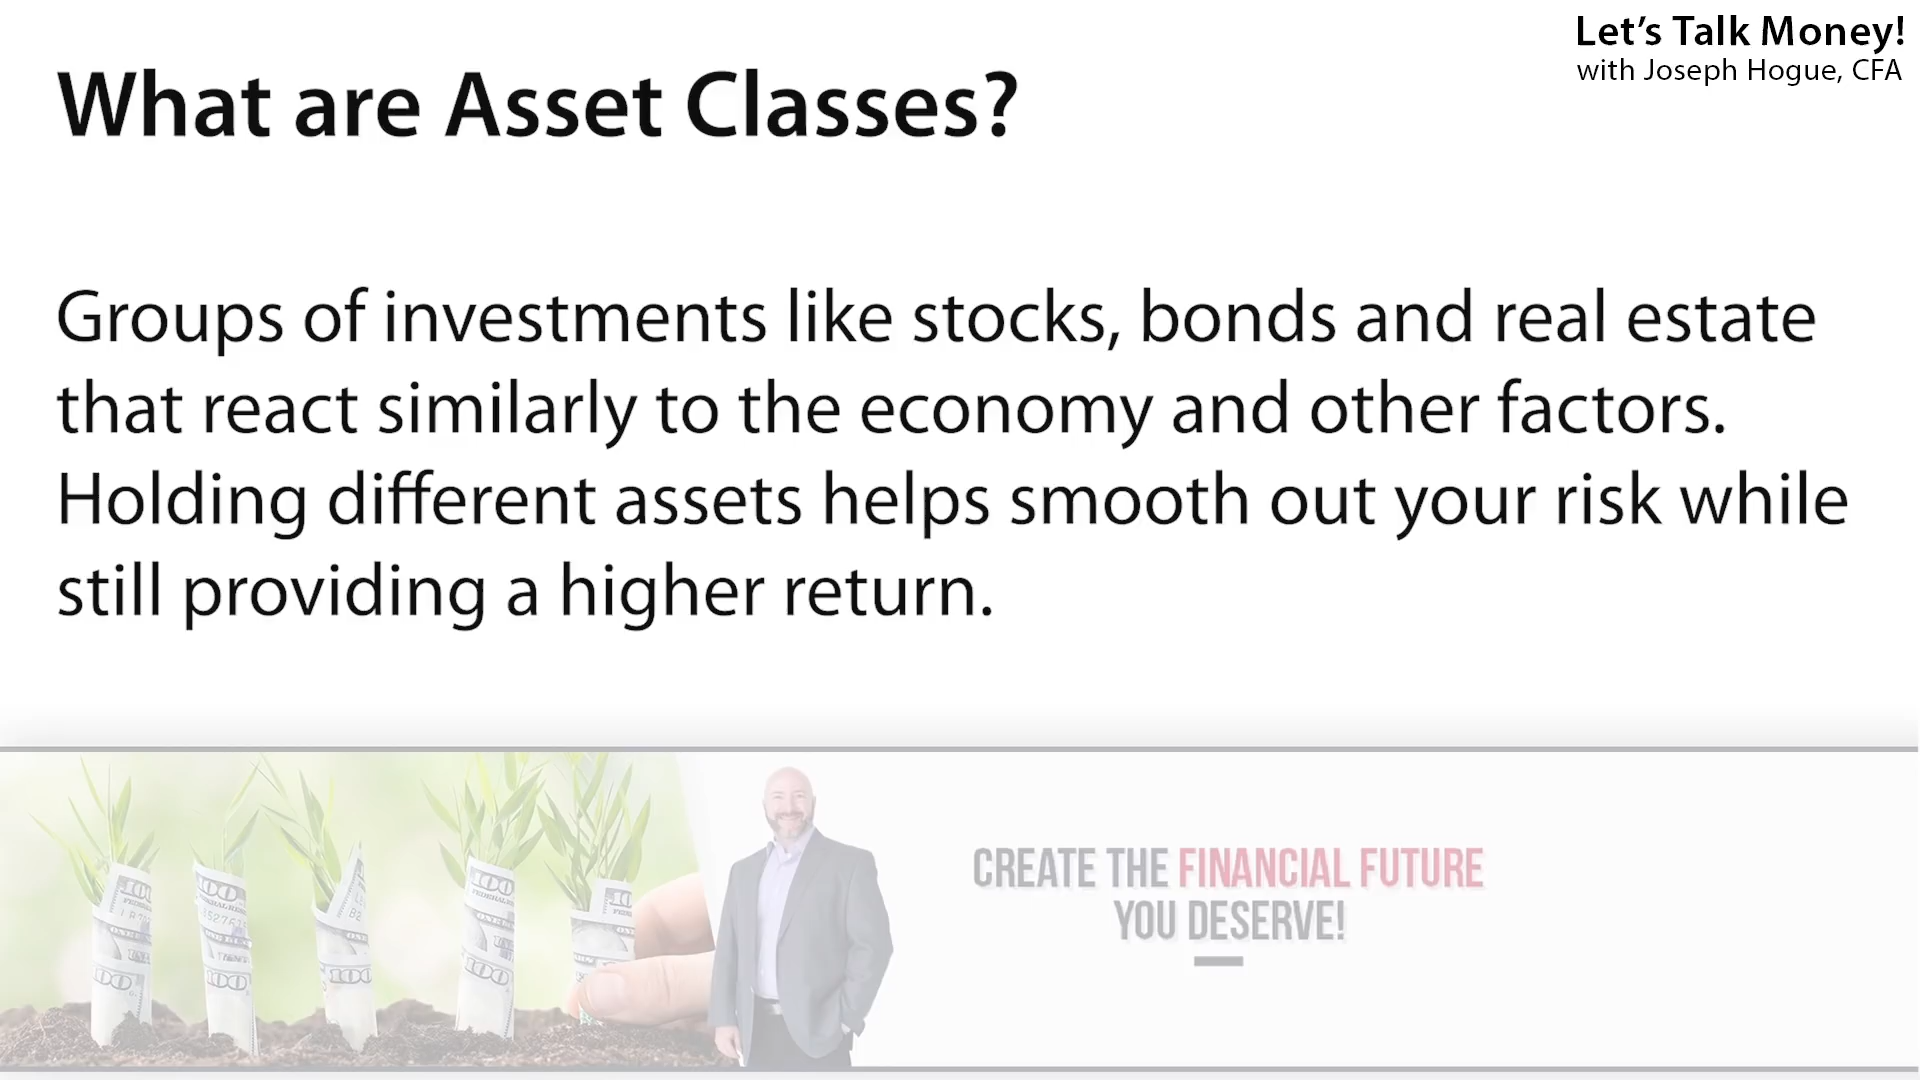 Let's Talk Money!
with Joseph Hogue, CFA
What are Asset Classes?
Groups of investments like stocks, bonds and real estate
that react similarly to the economy and other factors.
Holding different assets helps smooth out your risk while
still providing a higher return.
CREATE THE FINANCIAL FUTURE
YOU DESERVE!